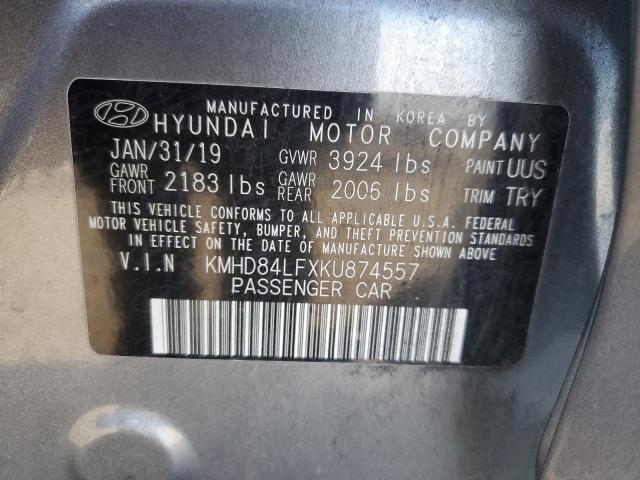 MANUFACTURED IN KOREA BY
HYUNDAI MOTOR COMPANY
JAN/31/19 GVWR 3924 lbs PAINT UUS
GAWR FRONT 2183 lbs GAWR REAR 2006 lbs TRIM TRY
THIS VEHICLE CONFORMS TO ALL APPLICABLE U.S.A. FEDERAL
MOTOR VEHICLE SAFETY, BUMPER, AND THEFT PREVENTION STANDARDS
IN EFFECT ON THE DATE OF MANUFACTURE SHOWN ABOVE
V.I.N KMHD84LFXKU874557
PASSENGER CAR